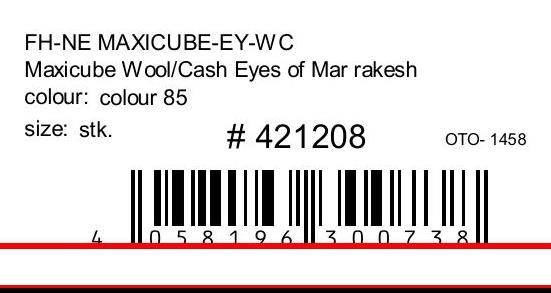 FH-NE MAXICUBE-EY-WC
Maxicube Wool/Cash Eyes of Mar rakesh
colour: colour 85
size: stk.
# 421208
OTO- 1458
4 058196 300738